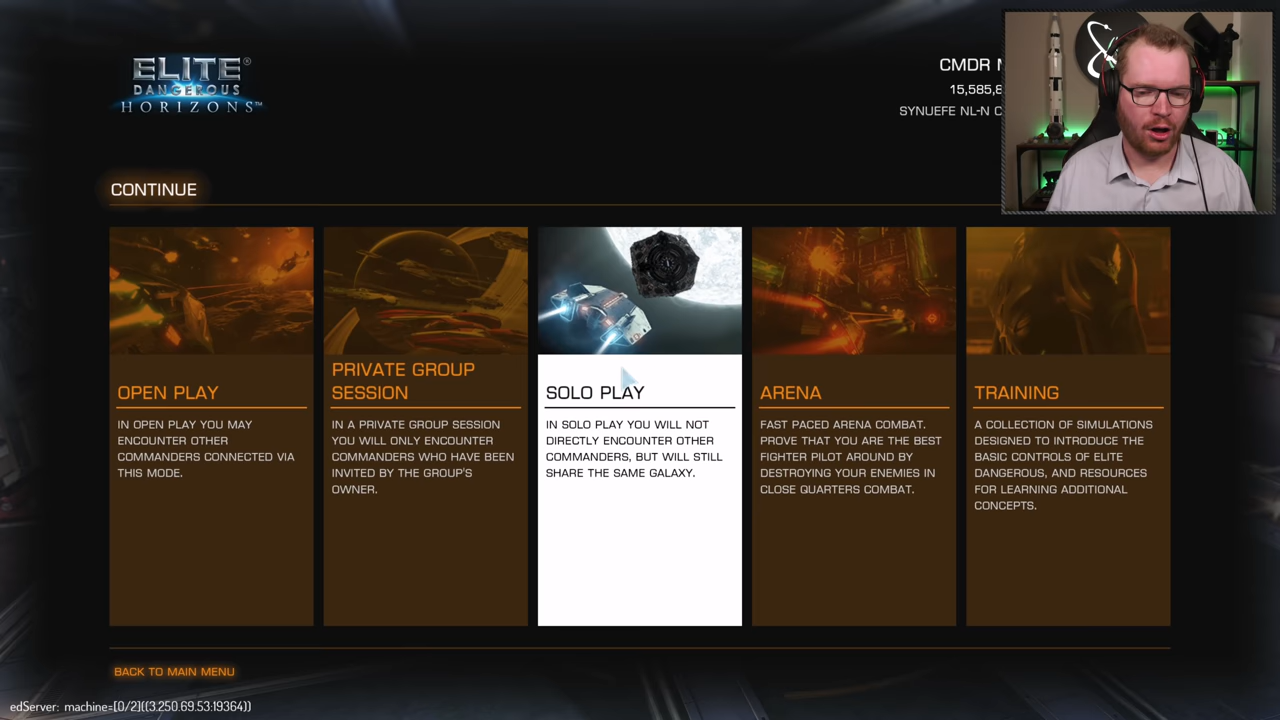 ELITE®
DANGEROUS
HORIZONS™
CMDR
15,585,8
SYNUEFE NL-N C
CONTINUE
OPEN PLAY
IN OPEN PLAY YOU MAY
ENCOUNTER OTHER
COMMANDERS CONNECTED VIA
THIS MODE.
PRIVATE GROUP
SESSION
IN A PRIVATE GROUP SESSION
YOU WILL ONLY ENCOUNTER
COMMANDERS WHO HAVE BEEN
INVITED BY THE GROUP'S
OWNER.
SOLO PLAY
IN SOLO PLAY YOU WILL NOT
DIRECTLY ENCOUNTER OTHER
COMMANDERS, BUT WILL STILL
SHARE THE SAME GALAXY.
ARENA
FAST PACED ARENA COMBAT.
PROVE THAT YOU ARE THE BEST
FIGHTER PILOT AROUND BY
DESTROYING YOUR ENEMIES IN
CLOSE QUARTERS COMBAT.
TRAINING
A COLLECTION OF SIMULATIONS
DESIGNED TO INTRODUCE THE
BASIC CONTROLS OF ELITE
DANGEROUS, AND RESOURCES
FOR LEARNING ADDITIONAL
CONCEPTS.
BACK TO MAIN MENU
edServer: machine=[0/2]((3.250.69.53:19364))